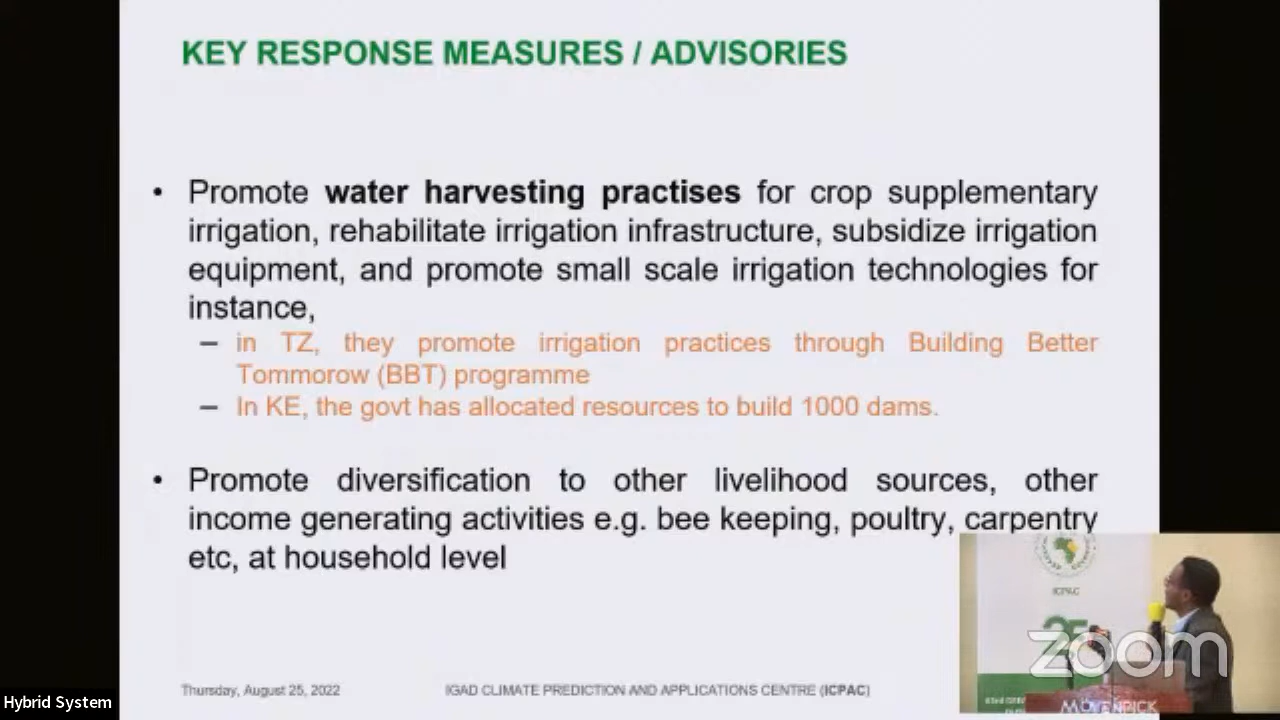 KEY RESPONSE MEASURES / ADVISORIES
• Promote water harvesting practises for crop supplementary
irrigation, rehabilitate irrigation infrastructure, subsidize irrigation
equipment, and promote small scale irrigation technologies for
instance,
– in TZ, they promote irrigation practices through Building Better
Tommorow (BBT) programme
– In KE, the govt has allocated resources to build 1000 dams.
• Promote diversification to other livelihood sources, other
income generating activities e.g. bee keeping, poultry, carpentry
etc, at household level
Thursday, August 25, 2022
IGAD CLIMATE PREDICTION AND APPLICATIONS CENTRE (ICPAC)
Hybrid System
ICPAC
25
zoom
MÖVENPICK